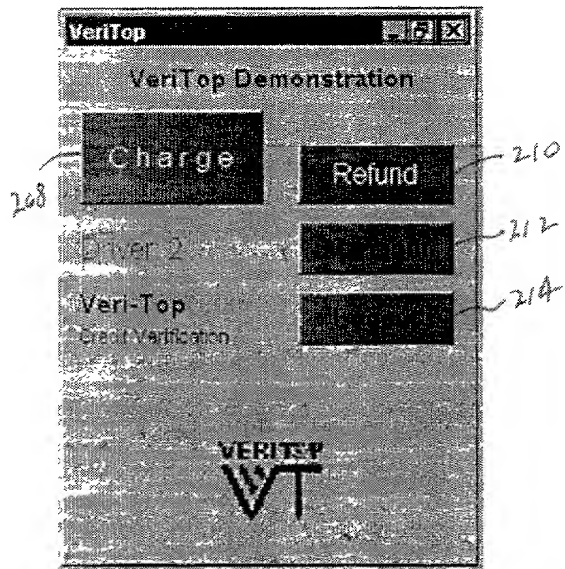 VeriTop
VeriTop Demonstration
Charge
Refund
208
210
Driver 2
212
Veri-Top
Credit Verification
214
VERITOP
VT